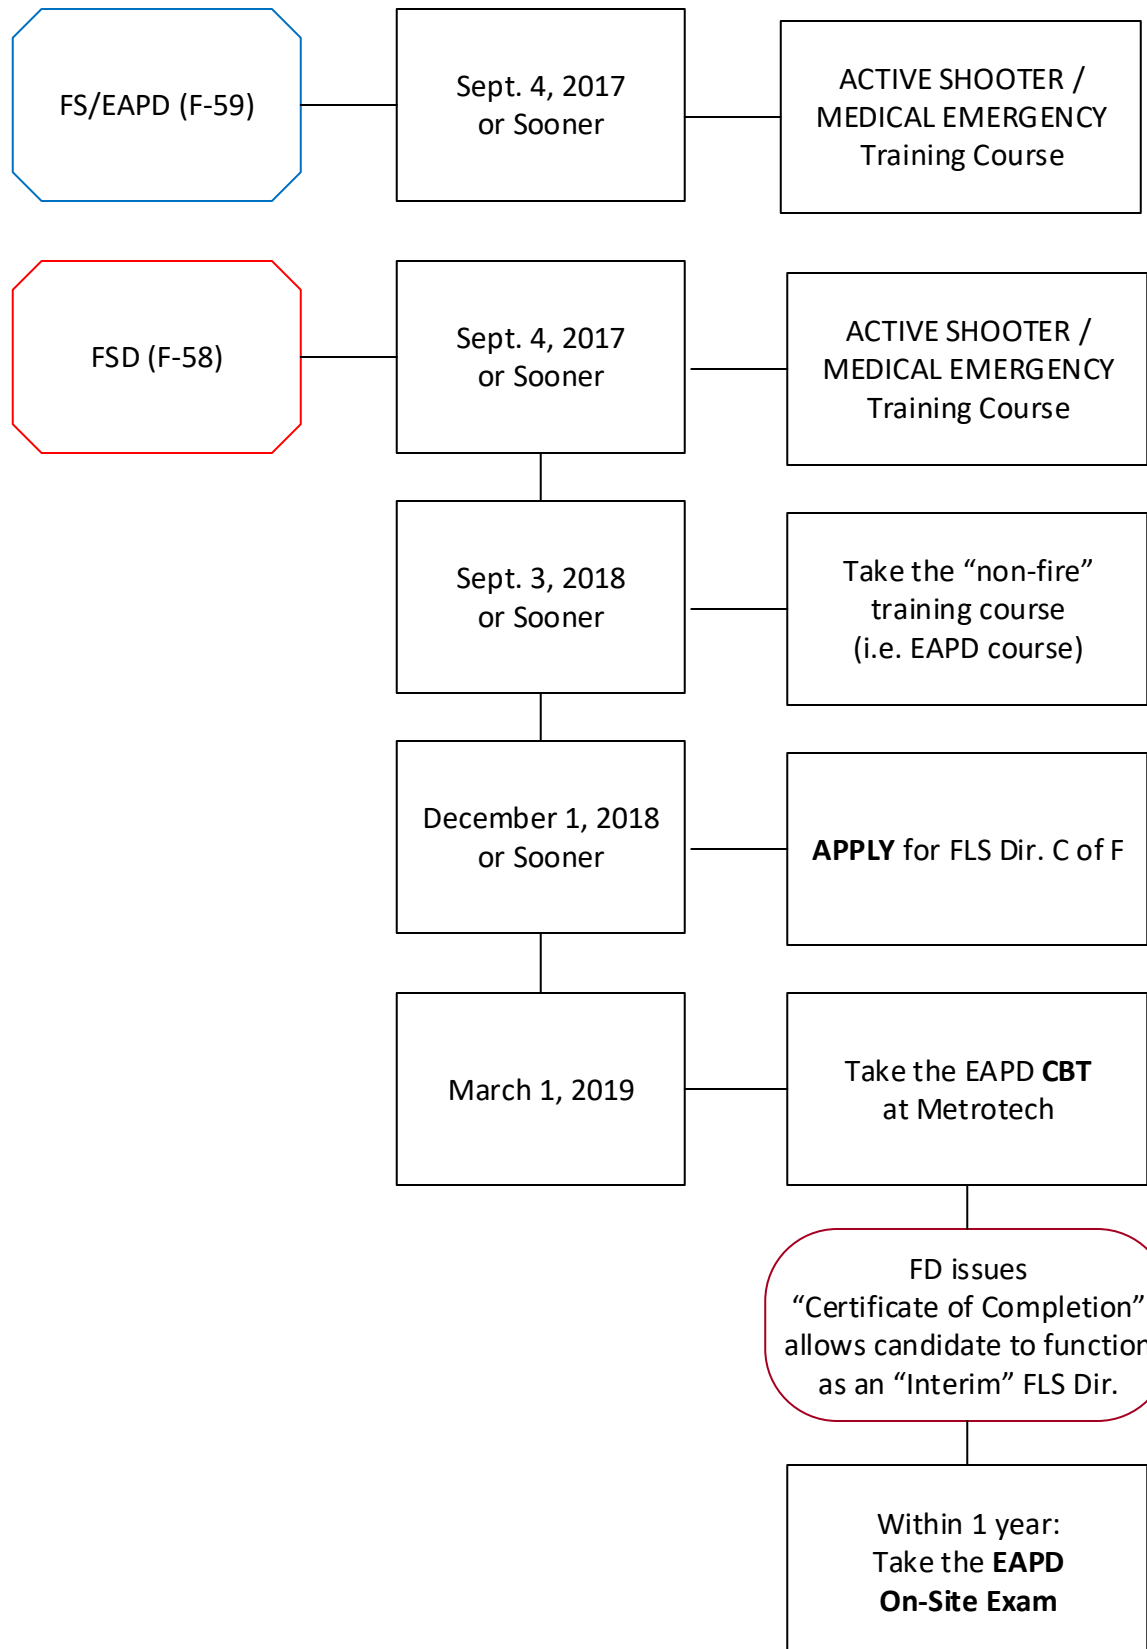 FS/EAPD (F-59)
Sept. 4, 2017
or Sooner
ACTIVE SHOOTER /
MEDICAL EMERGENCY
Training Course
FSD (F-58)
Sept. 4, 2017
or Sooner
ACTIVE SHOOTER /
MEDICAL EMERGENCY
Training Course
Sept. 3, 2018
or Sooner
Take the “non-fire”
training course
(i.e. EAPD course)
December 1, 2018
or Sooner
APPLY for FLS Dir. C of F
March 1, 2019
Take the EAPD CBT
at Metrotech
FD issues
“Certificate of Completion”
allows candidate to function
as an “Interim” FLS Dir.
Within 1 year:
Take the EAPD
On-Site Exam